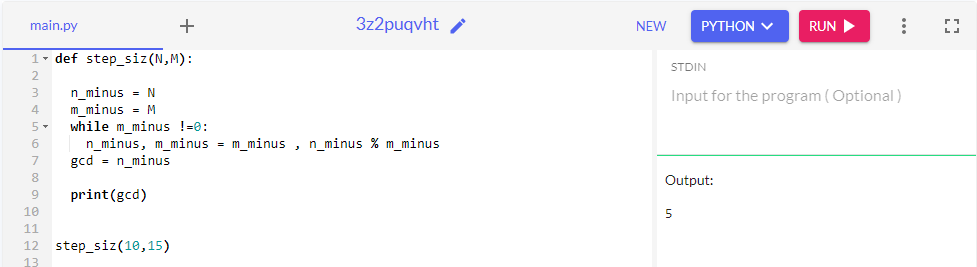 main.py + 3z2puqvht NEW PYTHON RUN
1 def step_siz(N,M):
2
3 n_minus = N
4 m_minus = M
5 while m_minus !=0:
6 n_minus, m_minus = m_minus , n_minus % m_minus
7 gcd = n_minus
8
9 print(gcd)
10
11
12 step_siz(10,15)
13
STDIN
Input for the program ( Optional )
Output:
5